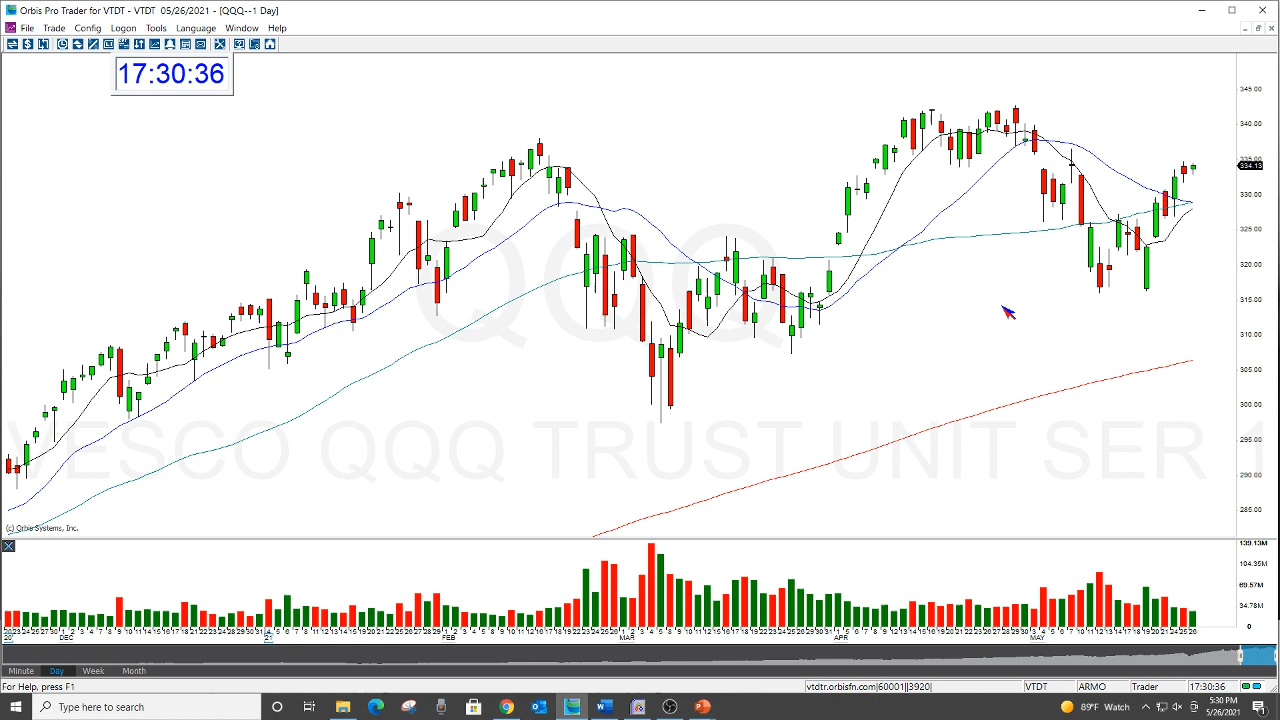 Orbis Pro Trader for VTDT - VTDT 05/26/2021 - [QQQ--1 Day]
File Trade Config Logon Tools Language Window Help
17:30:36
345.00
340.00
335.00
334.13
330.00
325.00
320.00
315.00
310.00
305.00
300.00
295.00
290.00
285.00
QQQ
VESCO QQQ TRUST UNIT SER 1
(c) Orbis Systems, Inc.
139.13M
104.35M
69.57M
34.78M
0
DEC FEB MAR APR MAY
Minute Day Week Month
For Help, press F1 vtdtr.orbisfn.com|60001||3920| VTDT ARMO Trader 17:30:36
Type here to search
89°F Watch
5:30 PM
5/26/2021